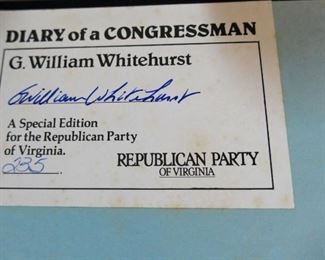 DIARY of a CONGRESSMAN
G. William Whitehurst
GWilliam Whitehurst
A Special Edition
for the Republican Party
of Virginia.
235.
REPUBLICAN PARTY
OF VIRGINIA